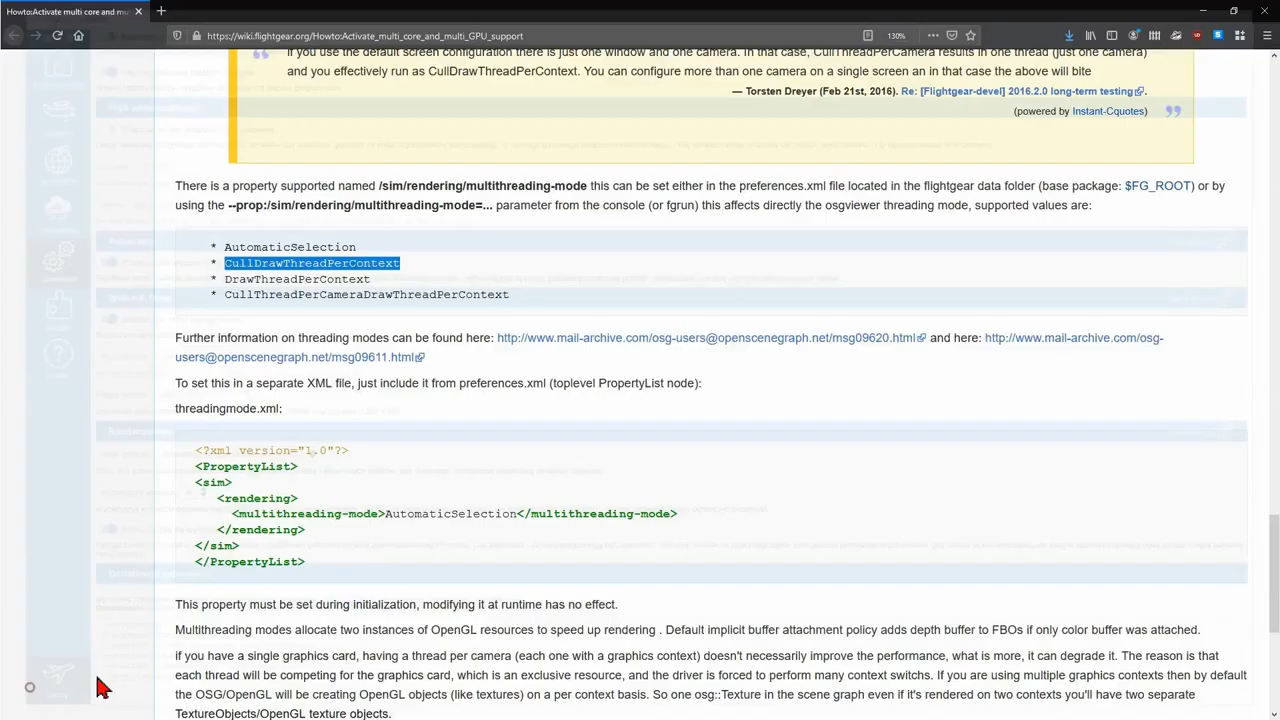 Howto:Activate multi core and mu
https://wiki.flightgear.org/Howto:Activate_multi_core_and_multi_GPU_support
130%
If you use the default screen configuration there is just one window and one camera. In that case, CullThreadPerCamera results in one thread (just one camera)
and you effectively run as CullDrawThreadPerContext. You can configure more than one camera on a single screen an in that case the above will bite
— Torsten Dreyer (Feb 21st, 2016). Re: [Flightgear-devel] 2016.2.0 long-term testing.
(powered by Instant-Cquotes)
There is a property supported named /sim/rendering/multithreading-mode this can be set either in the preferences.xml file located in the flightgear data folder (base package: $FG_ROOT) or by
using the --prop:/sim/rendering/multithreading-mode=... parameter from the console (or fgrun) this affects directly the osgviewer threading mode, supported values are:
* AutomaticSelection
* CullDrawThreadPerContext
* DrawThreadPerContext
* CullThreadPerCameraDrawThreadPerContext
Further information on threading modes can be found here: http://www.mail-archive.com/osg-users@openscenegraph.net/msg09620.html and here: http://www.mail-archive.com/osg-
users@openscenegraph.net/msg09611.html
To set this in a separate XML file, just include it from preferences.xml (toplevel PropertyList node):
threadingmode.xml:
<?xml version="1.0"?>
<PropertyList>
<sim>
<rendering>
<multithreading-mode>AutomaticSelection</multithreading-mode>
</rendering>
</sim>
</PropertyList>
This property must be set during initialization, modifying it at runtime has no effect.
Multithreading modes allocate two instances of OpenGL resources to speed up rendering . Default implicit buffer attachment policy adds depth buffer to FBOs if only color buffer was attached.
if you have a single graphics card, having a thread per camera (each one with a graphics context) doesn't necessarily improve the performance, what is more, it can degrade it. The reason is that
each thread will be competing for the graphics card, which is an exclusive resource, and the driver is forced to perform many context switches. If you are using multiple graphics contexts then by default
the OSG/OpenGL will be creating OpenGL objects (like textures) on a per context basis. So one osg::Texture in the scene graph even if it's rendered on two contexts you'll have two separate
TextureObjects/OpenGL texture objects.